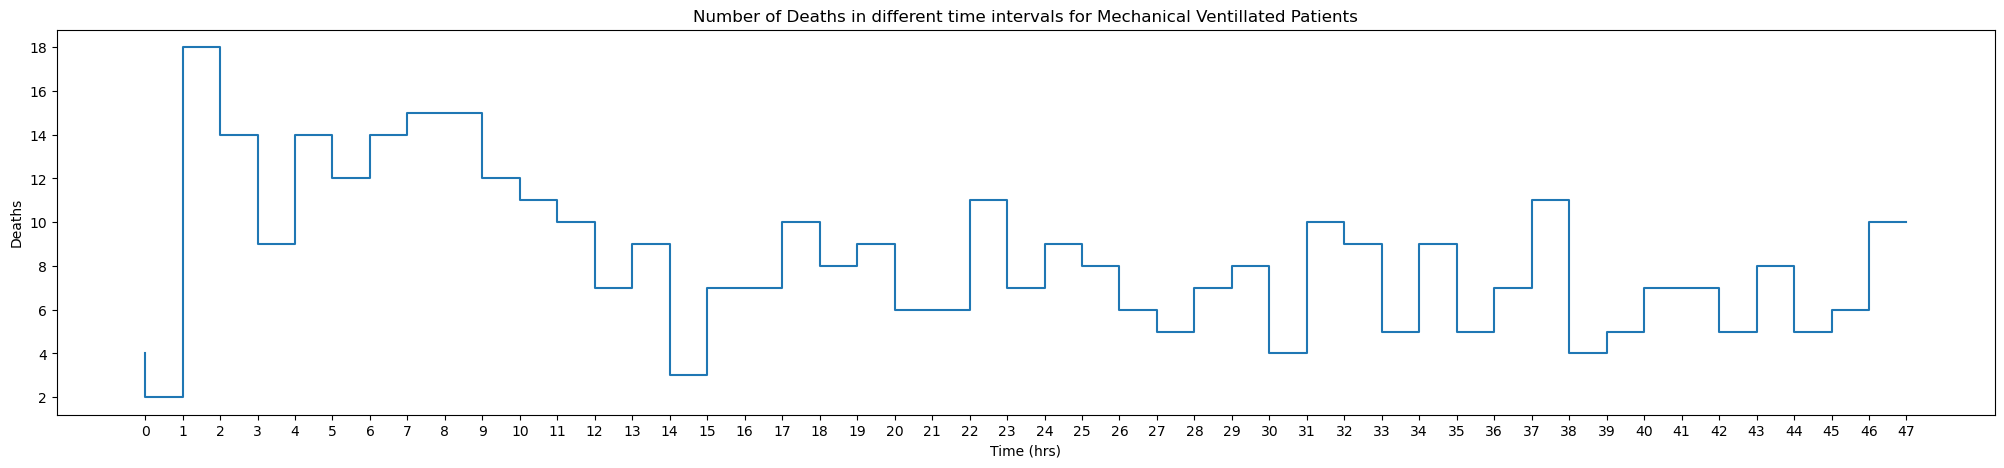 Number of Deaths in different time intervals for Mechanical Ventillated Patients
18
16
14
12
10
8
6
4
2
Deaths
0 1 2 3 4 5 6 7 8 9 10 11 12 13 14 15 16 17 18 19 20 21 22 23 24 25 26 27 28 29 30 31 32 33 34 35 36 37 38 39 40 41 42 43 44 45 46 47
Time (hrs)